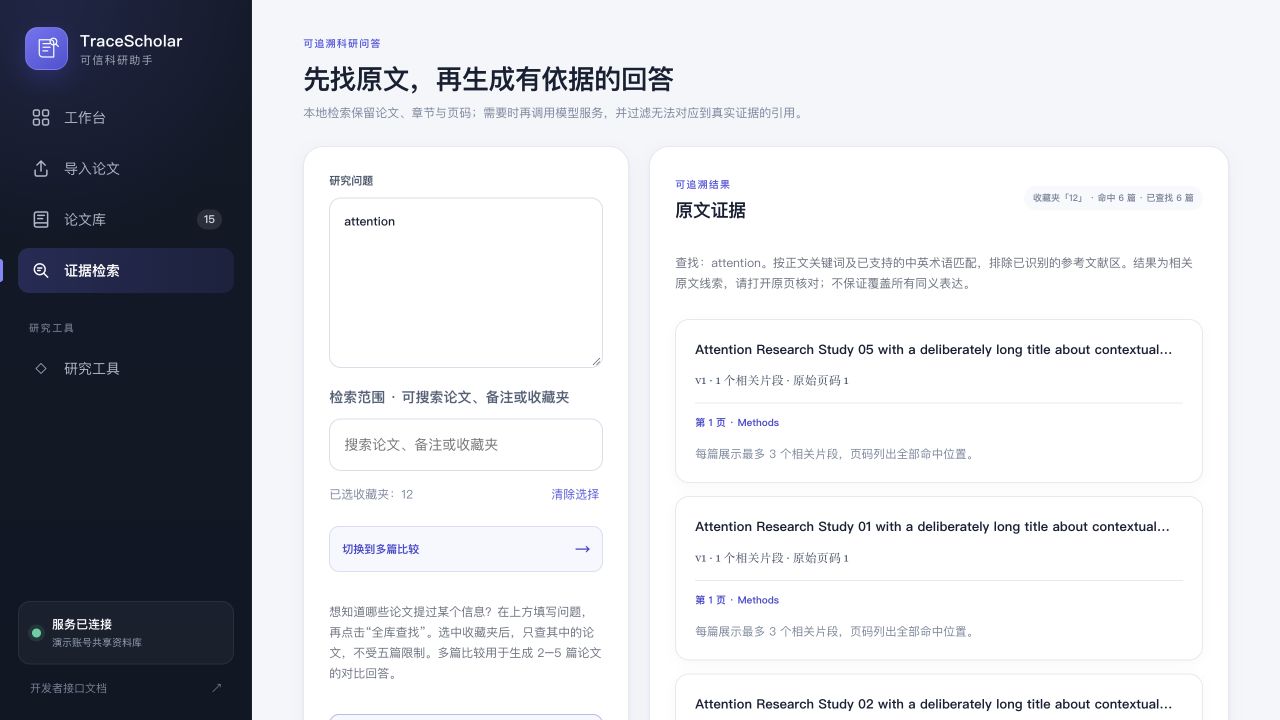 TraceScholar
可信科研助手
工作台
导入论文
论文库
15
证据检索
研究工具
研究工具
服务已连接
演示账号共享资料库
开发者接口文档
可追溯科研问答
先找原文，再生成有依据的回答
本地检索保留论文、章节与页码；需要时再调用模型服务，并过滤无法对应到真实证据的引用。
研究问题
attention
检索范围 · 可搜索论文、备注或收藏夹
搜索论文、备注或收藏夹
已选收藏夹：12
清除选择
切换到多篇比较
想知道哪些论文提过某个信息？在上方填写问题，
再点击“全库查找”。选中收藏夹后，只查其中的论
文，不受五篇限制。多篇比较用于生成 2—5 篇论文
的对比回答。
可追溯结果
原文证据
收藏夹「12」 · 命中 6 篇 · 已查找 6 篇
查找：attention。按正文关键词及已支持的中英术语匹配，排除已识别的参考文献区。结果为相关
原文线索，请打开原页核对；不保证覆盖所有同义表达。
Attention Research Study 05 with a deliberately long title about contextual...
v1 · 1 个相关片段 · 原始页码 1
第 1 页 · Methods
每篇展示最多 3 个相关片段，页码列出全部命中位置。
Attention Research Study 01 with a deliberately long title about contextual...
v1 · 1 个相关片段 · 原始页码 1
第 1 页 · Methods
每篇展示最多 3 个相关片段，页码列出全部命中位置。
Attention Research Study 02 with a deliberately long title about contextual...